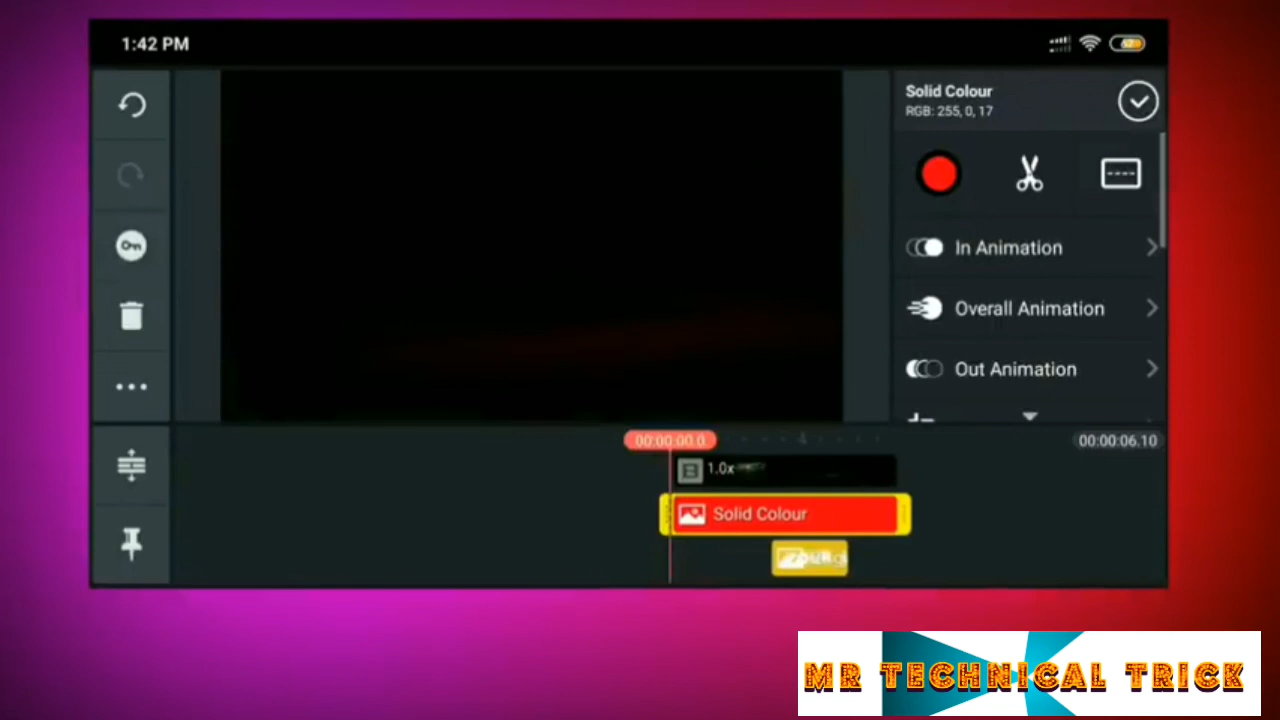 1:42 PM
Solid Colour
RGB: 255, 0, 17
In Animation
Overall Animation
Out Animation
00:00:00.0
00:00:06.10
1.0x
Solid Colour
MR TECHNICAL TRICK